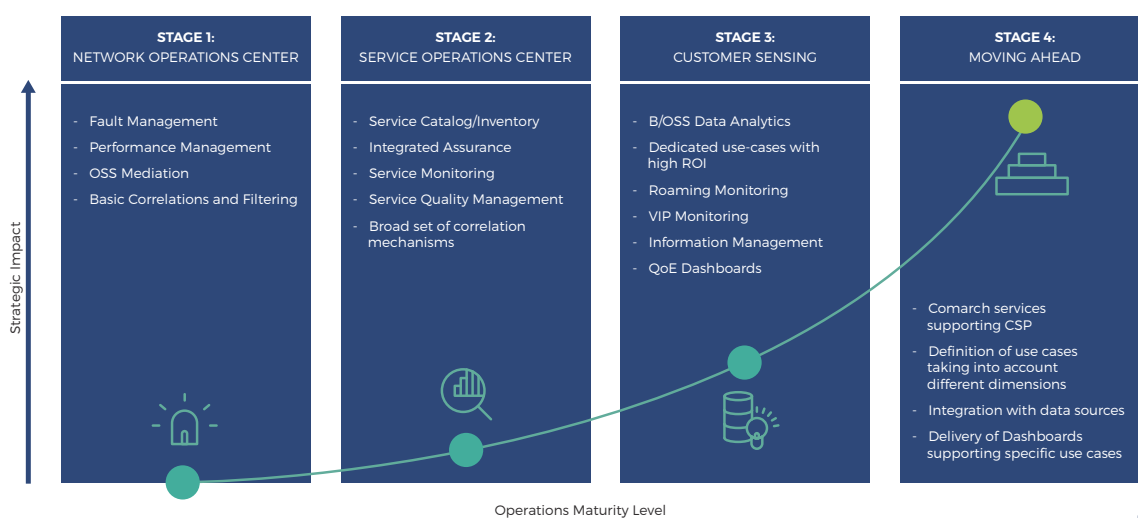 STAGE 1:
NETWORK OPERATIONS CENTER
- Fault Management
- Performance Management
- OSS Mediation
- Basic Correlations and Filtering
STAGE 2:
SERVICE OPERATIONS CENTER
- Service Catalog/Inventory
- Integrated Assurance
- Service Monitoring
- Service Quality Management
- Broad set of correlation
mechanisms
STAGE 3:
CUSTOMER SENSING
- B/OSS Data Analytics
- Dedicated use-cases with
high ROI
- Roaming Monitoring
- VIP Monitoring
- Information Management
- QoE Dashboards
STAGE 4:
MOVING AHEAD
- Comarch services
supporting CSP
- Definition of use cases
taking into account
different dimensions
- Integration with data sources
- Delivery of Dashboards
supporting specific use cases
Strategic Impact
Operations Maturity Level